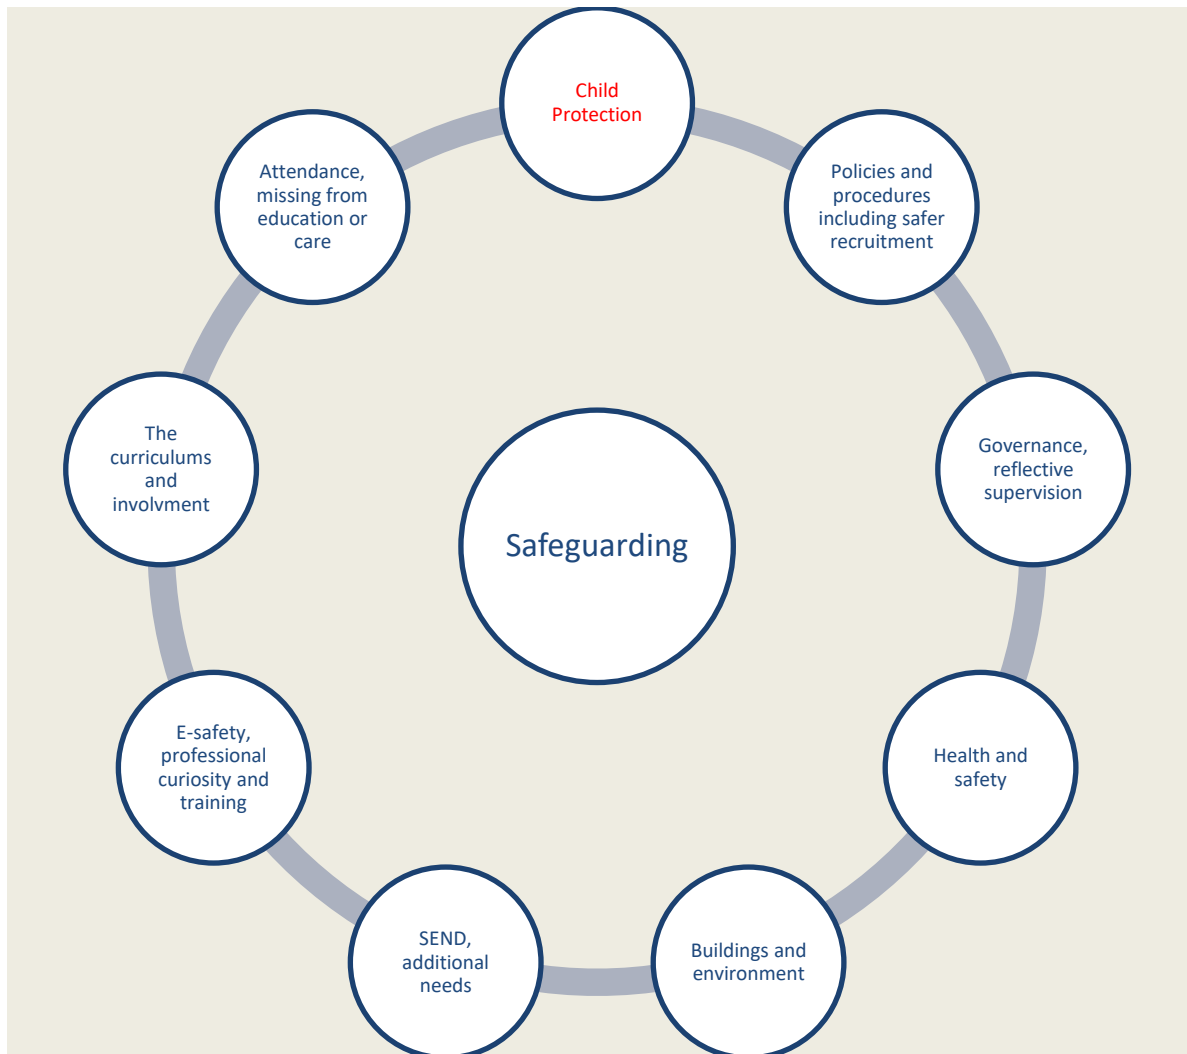 Child
Protection
Policies and
procedures
including safer
recruitment
Governance,
reflective
supervision
Health and
safety
Buildings and
environment
SEND,
additional
needs
E-safety,
professional
curiosity and
training
The
curriculums
and
involvment
Attendance,
missing from
education or
care
Safeguarding